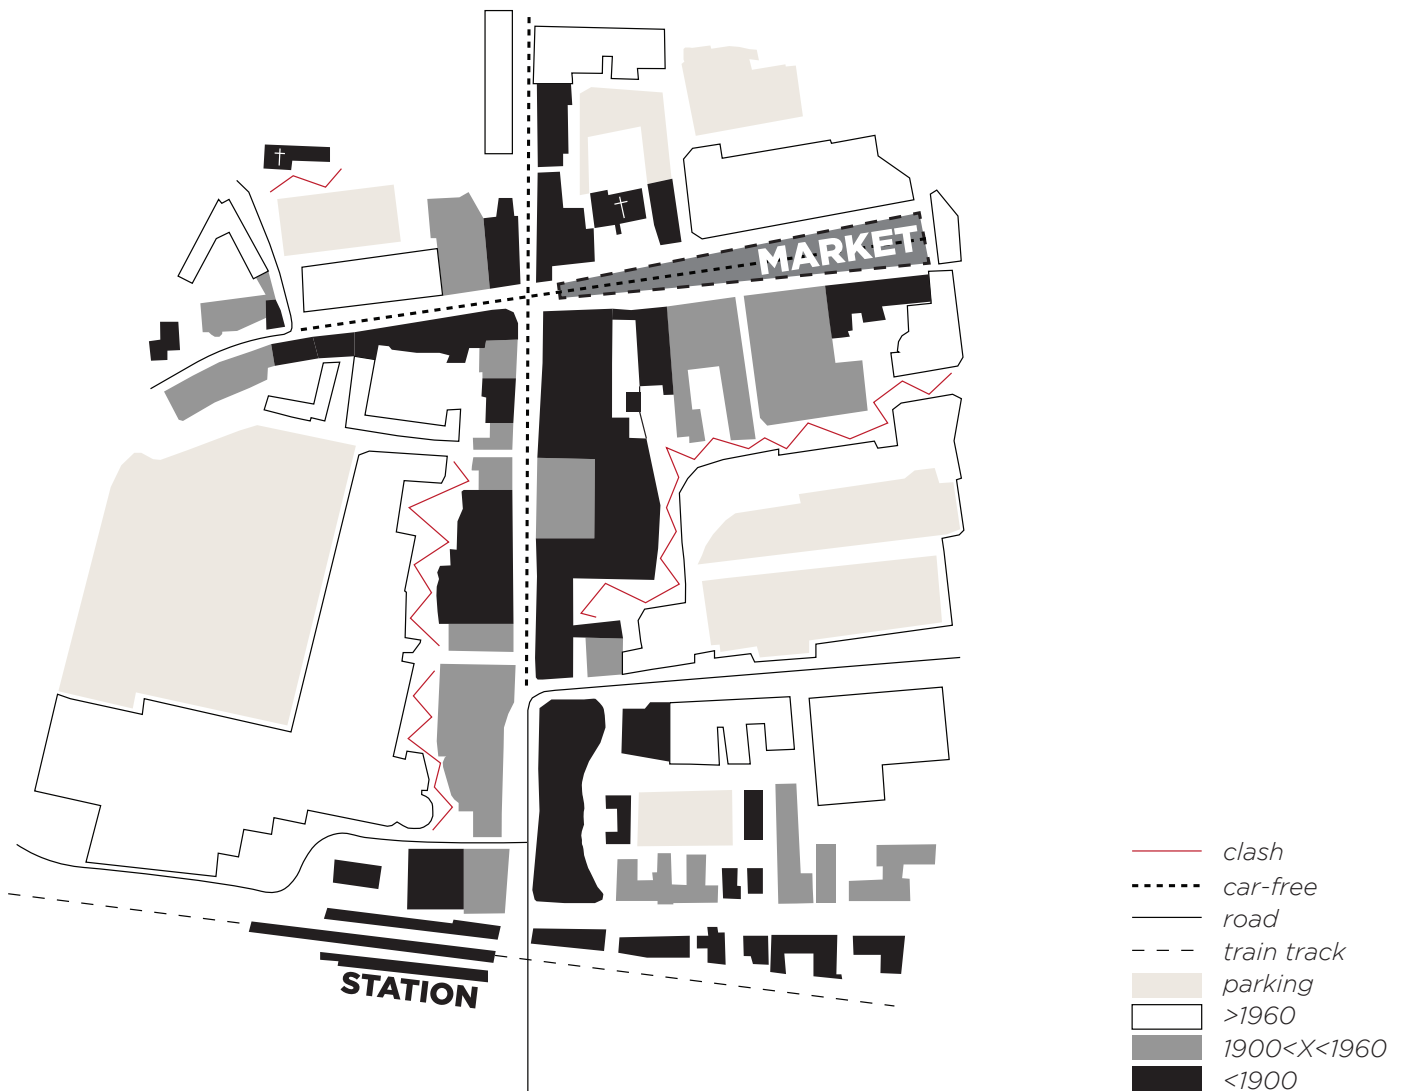 MARKET
STATION
clash
car-free
road
train track
parking
>1960
1900<X<1960
<1900